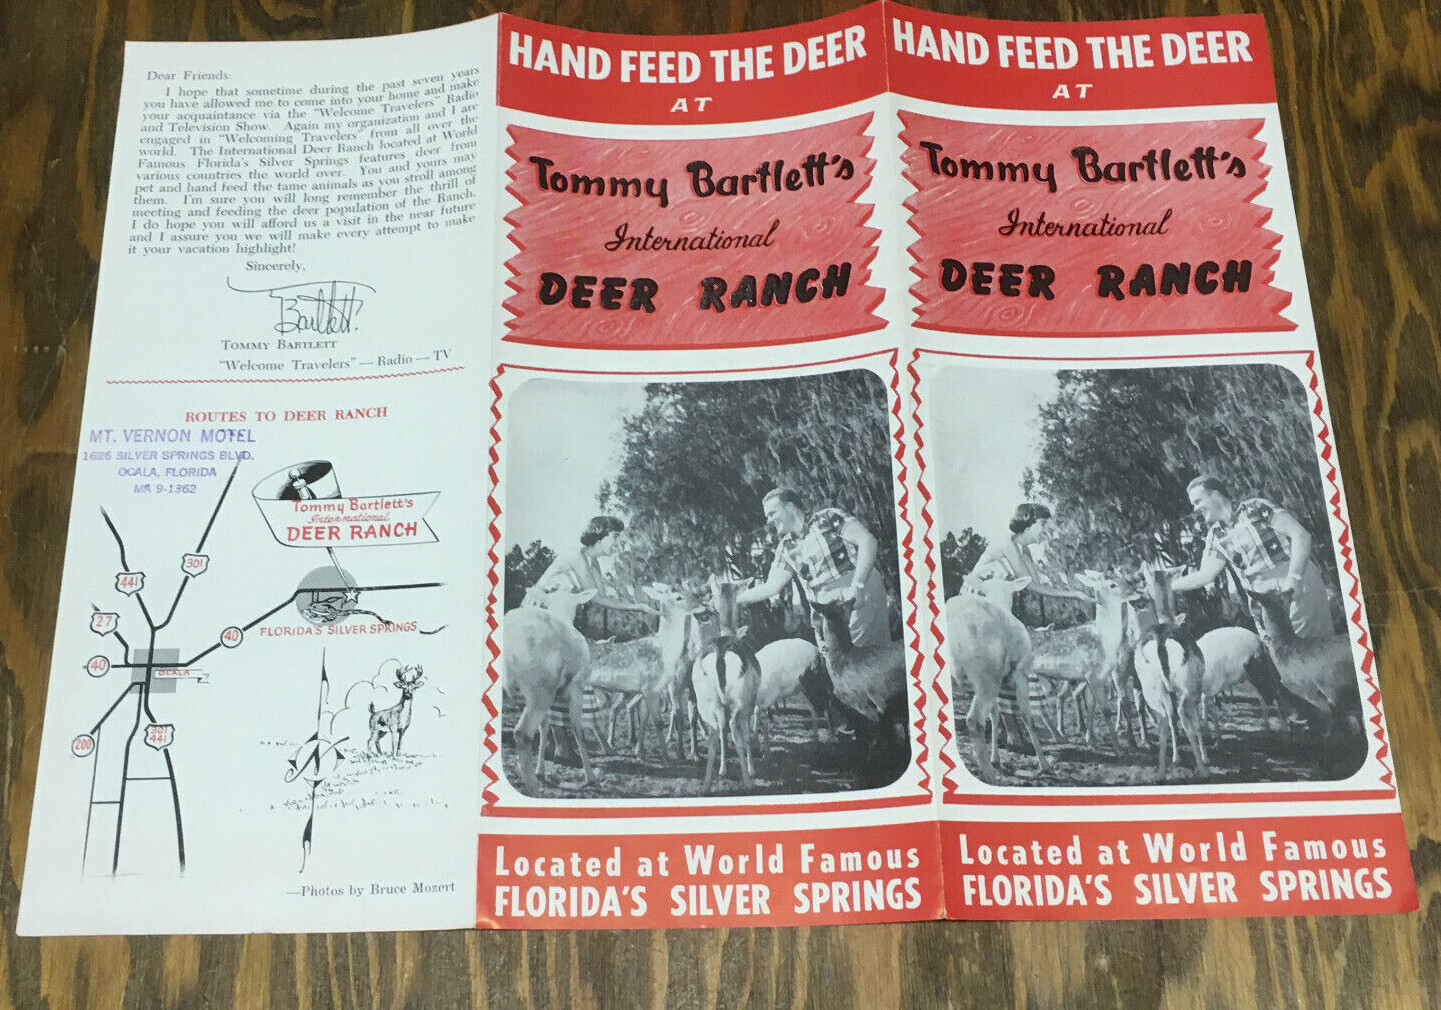 Dear Friends:
I hope that sometime during the past seven years
you have allowed me to come into your home and make
your acquaintance via the "Welcome Travelers" Radio
and Television Show. Again my organization and I are
engaged in "Welcoming Travelers" from all over the
world. The International Deer Ranch located at World
Famous Florida's Silver Springs features deer from
various countries the world over. You and yours may
pet and hand feed the tame animals as you stroll among
them. I'm sure you will long remember the thrill of
meeting and feeding the deer population of the Ranch.
I do hope you will afford us a visit in the near future
and I assure you we will make every attempt to make
it your vacation highlight!
Sincerely,
T Bartlett
TOMMY BARTLETT
"Welcome Travelers" — Radio — TV
ROUTES TO DEER RANCH
MT. VERNON MOTEL
1626 SILVER SPRINGS BLVD.
OCALA, FLORIDA
MA 9-1362
Tommy Bartlett's
International
DEER RANCH
301
441
27
40
40
FLORIDA'S SILVER SPRINGS
OCALA
200
301
441
N
—Photos by Bruce Mozert
HAND FEED THE DEER
AT
Tommy Bartlett's
International
DEER RANCH
Located at World Famous
FLORIDA'S SILVER SPRINGS
HAND FEED THE DEER
AT
Tommy Bartlett's
International
DEER RANCH
Located at World Famous
FLORIDA'S SILVER SPRINGS